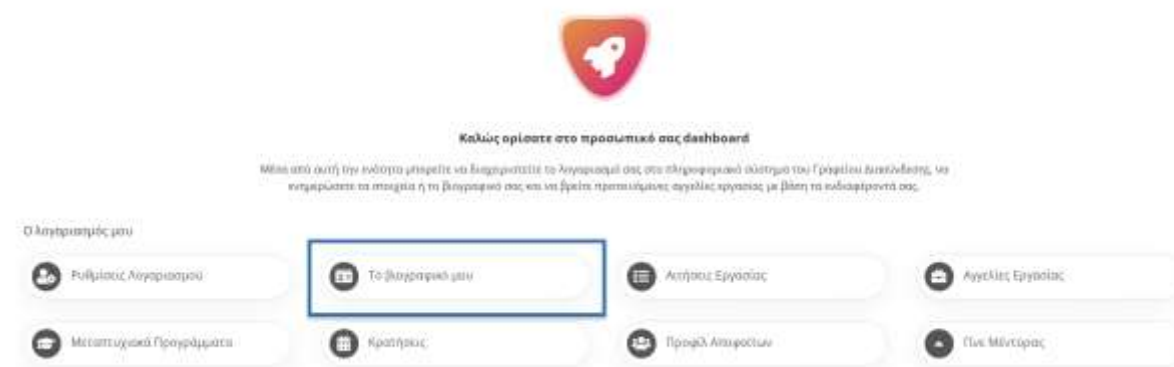 Καλώς ορίσατε στο προσωπικό σας dashboard
Μέσα από αυτή την ενότητα μπορείτε να διαχειριστείτε το λογαριασμό σας στο πληροφοριακό σύστημα του Γραφείου Διασύνδεσης, να
ενημερώσετε τα στοιχεία ή το βιογραφικό σας και να βρείτε προτεινόμενες αγγελίες εργασίας με βάση τα ενδιαφέροντά σας.
Ο λογαριασμός μου
Ρυθμίσεις Λογαριασμού
Το βιογραφικό μου
Αιτήσεις Εργασίας
Αγγελίες Εργασίας
Μεταπτυχιακά Προγράμματα
Κρατήσεις
Προφίλ Αποφοίτων
Γίνε Μέντορας